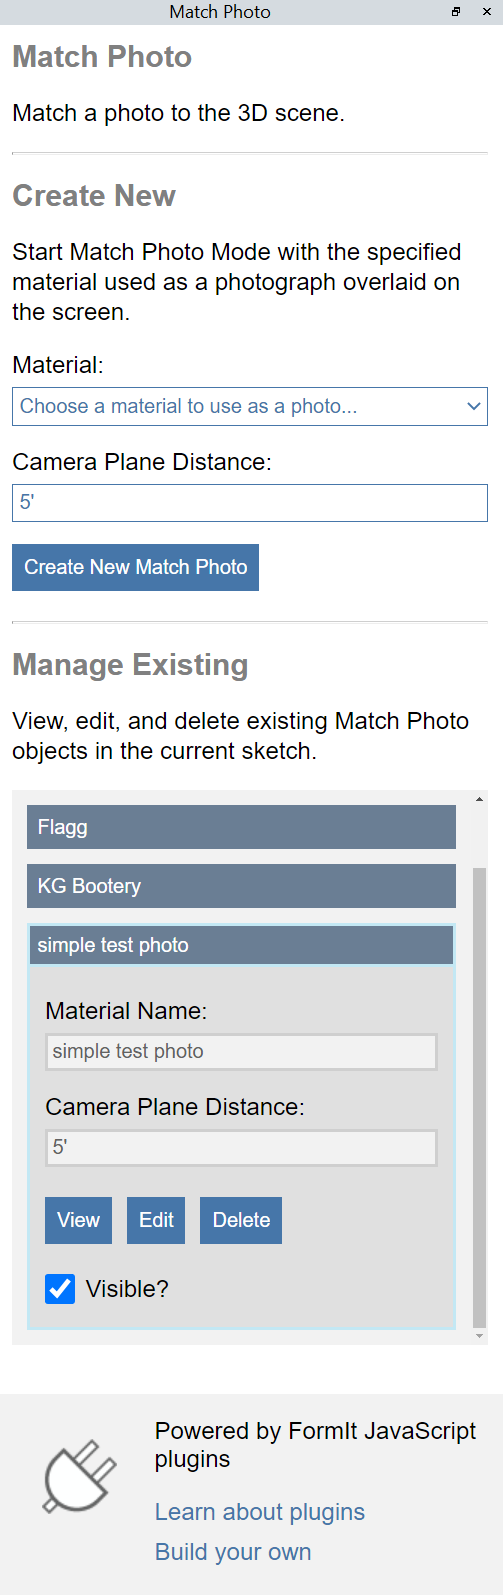 Match Photo
Match Photo
Match a photo to the 3D scene.
Create New
Start Match Photo Mode with the specified
material used as a photograph overlaid on
the screen.
Material:
Choose a material to use as a photo...
Camera Plane Distance:
5'
Create New Match Photo
Manage Existing
View, edit, and delete existing Match Photo
objects in the current sketch.
Flagg
KG Bootery
simple test photo
Material Name:
simple test photo
Camera Plane Distance:
5'
View Edit Delete
Visible?
Powered by FormIt JavaScript
plugins
Learn about plugins
Build your own